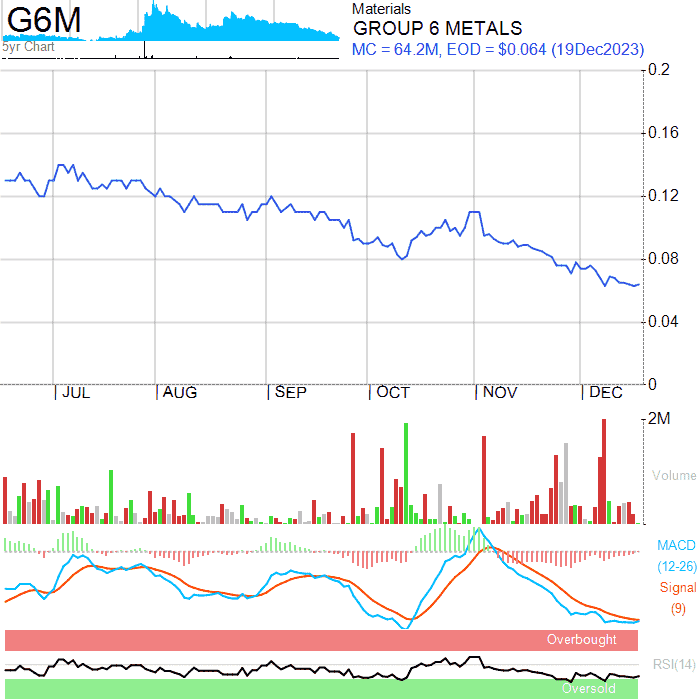 G6M
5yr Chart
Materials
GROUP 6 METALS
MC = 64.2M, EOD = $0.064 (19Dec2023)
0.2
0.16
0.12
0.08
0.04
0
JUL AUG SEP OCT NOV DEC
2M
Volume
MACD
(12-26)
Signal
(9)
Overbought
RSI(14)
Oversold